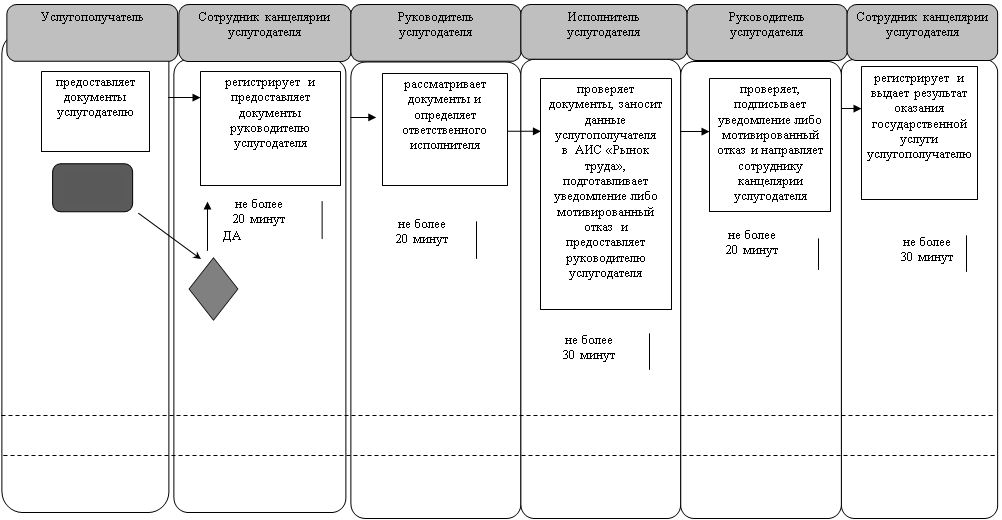 Услугополучатель
Сотрудник канцелярии
услугодателя
Руководитель
услугодателя
Исполнитель
услугодателя
Руководитель
услугодателя
Сотрудник канцелярии
услугодателя
предоставляет
документы
услугодателю
регистрирует и
предоставляет
документы
руководителю
услугодателя
рассматривает
документы и
определяет
ответственного
исполнителя
проверяет
документы, заносит
данные
услугополучателя
в АИС «Рынок
труда»,
подготавливает
уведомление либо
мотивированный
отказ и
предоставляет
руководителю
услугодателя
проверяет,
подписывает
уведомление либо
мотивированный
отказ и направляет
сотруднику
канцелярии
услугодателя
регистрирует и
выдает результат
оказания
государственной
услуги
услугополучателю
не более
20 минут
ДА
не более
20 минут
не более
30 минут
не более
20 минут
не более
30 минут